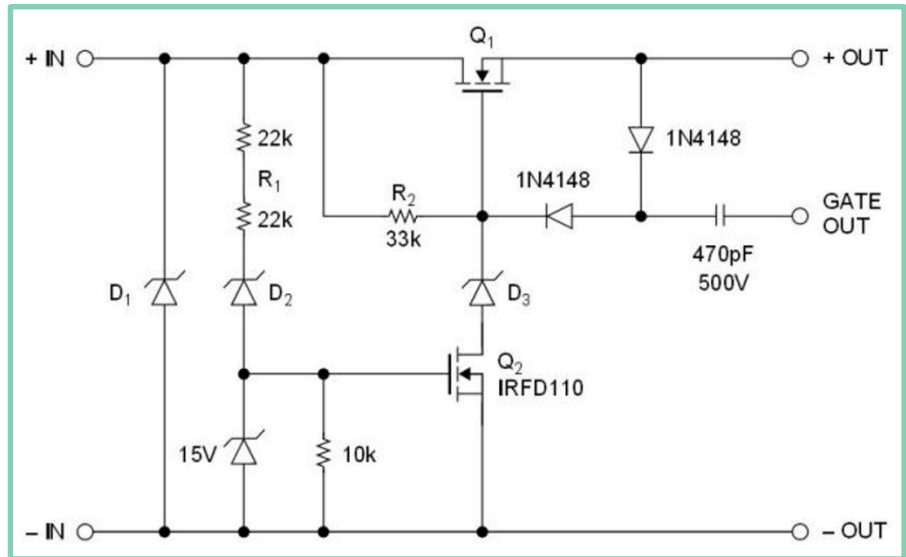 Q₁
+ IN
+ OUT
22k
1N4148
R₁
1N4148
R₂
22k
33k
GATE
OUT
470pF
500V
D₁
D₂
D₃
Q₂
IRFD110
15V
10k
– IN
– OUT